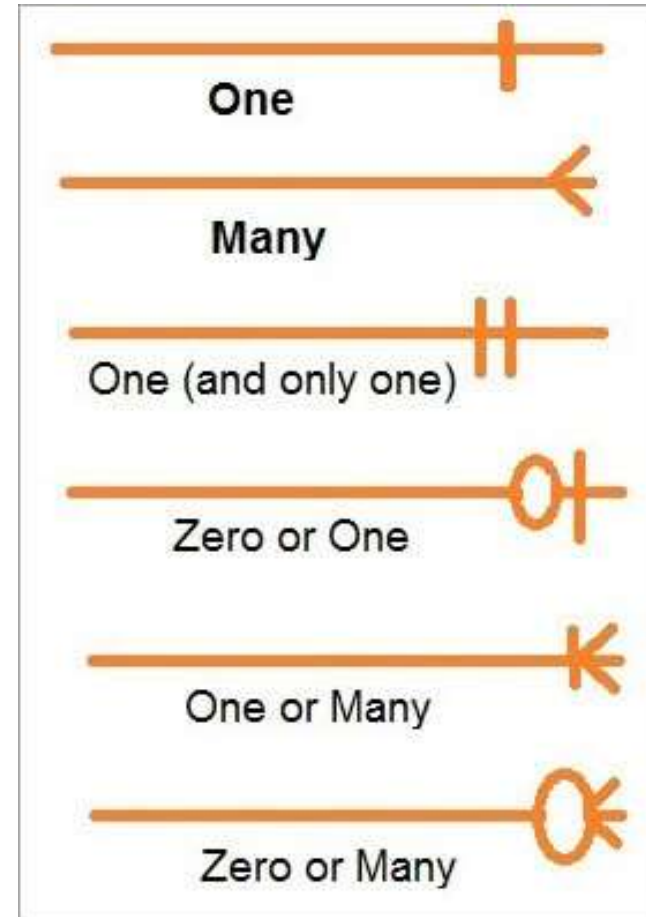 One
Many
One (and only one)
Zero or One
One or Many
Zero or Many